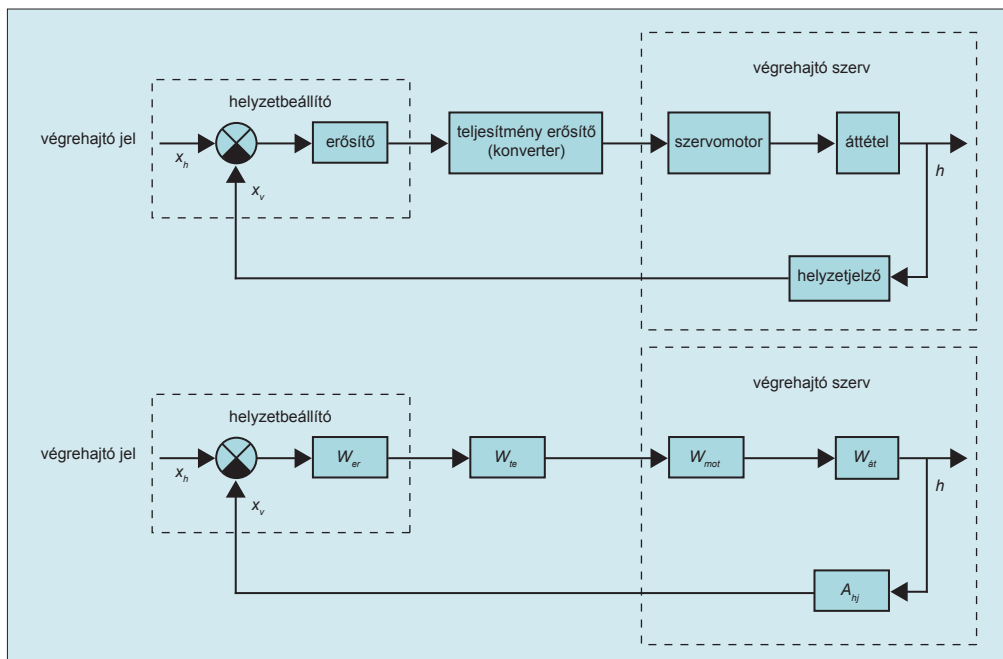 végrehajtó szerv
helyzetbeállító
végrehajtó jel
x_h
x_v
erősítő
teljesítmény erősítő
(konverter)
szervomotor
áttétel
h
helyzetjelző
végrehajtó szerv
helyzetbeállító
végrehajtó jel
x_h
x_v
W_er
W_te
W_mot
W_át
h
A_hj